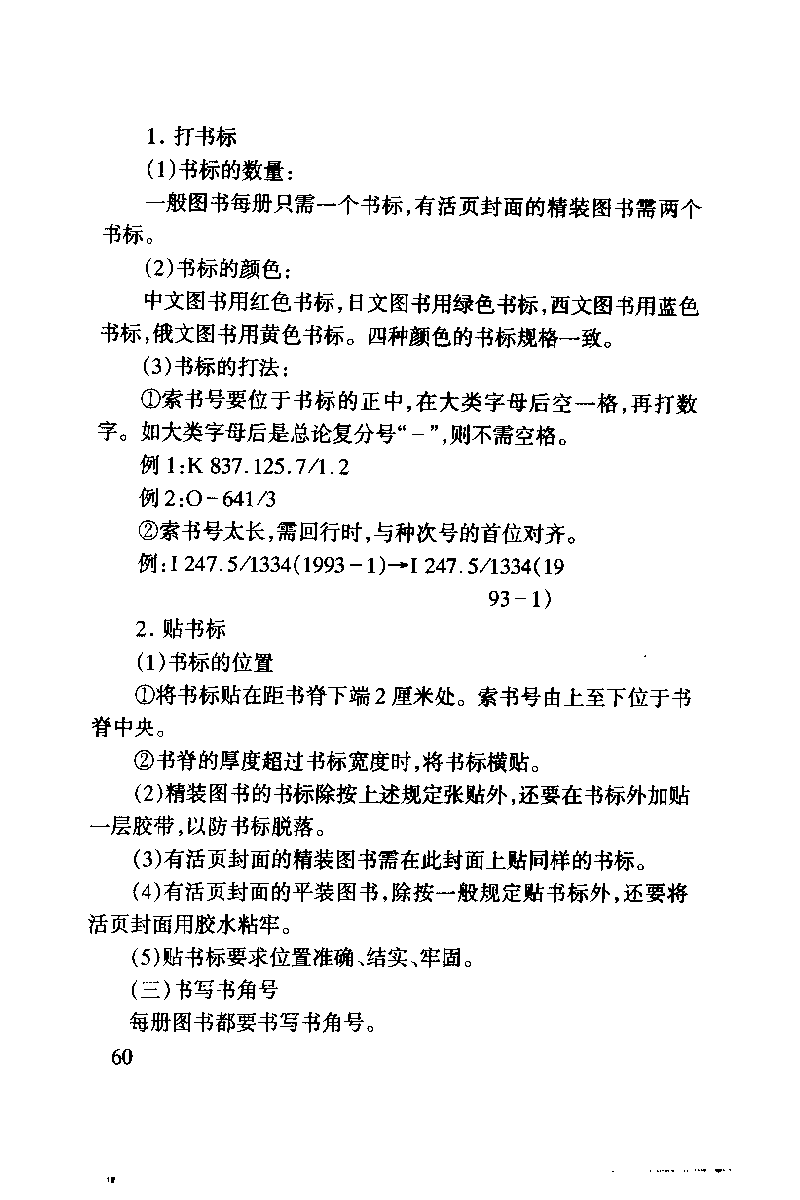 1. 打书标
(1)书标的数量:
一般图书每册只需一个书标,有活页封面的精装图书需两个
书标。
(2)书标的颜色:
中文图书用红色书标,日文图书用绿色书标,西文图书用蓝色
书标,俄文图书用黄色书标。四种颜色的书标规格一致。
(3)书标的打法:
①索书号要位于书标的正中,在大类字母后空一格,再打数
字。如大类字母后是总论复分号“-”,则不需空格。
例 1:K 837.125.7/1.2
例 2:O-641/3
②索书号太长,需回行时,与种次号的首位对齐。
例:I 247.5/1334(1993-1)→I 247.5/1334(19
93-1)
2. 贴书标
(1)书标的位置
①将书标贴在距书脊下端 2 厘米处。索书号由上至下位于书
脊中央。
②书脊的厚度超过书标宽度时,将书标横贴。
(2)精装图书的书标除按上述规定张贴外,还要在书标外加贴
一层胶带,以防书标脱落。
(3)有活页封面的精装图书需在此封面上贴同样的书标。
(4)有活页封面的平装图书,除按一般规定贴书标外,还要将
活页封面用胶水粘牢。
(5)贴书标要求位置准确、结实、牢固。
(三)书写书角号
每册图书都要书写书角号。
60